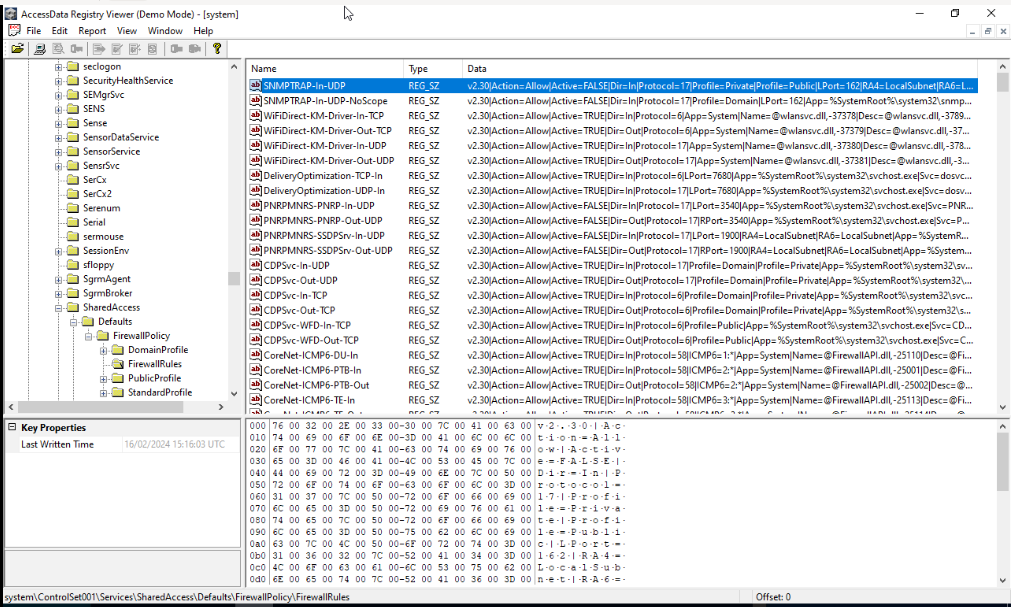 AccessData Registry Viewer (Demo Mode) - [system]
File Edit Report View Window Help
seclogon
SecurityHealthService
SEMgrSvc
SENS
Sense
SensorDataService
SensorService
SensrSvc
SerCx
SerCx2
Serenum
Serial
sermouse
SessionEnv
sfloppy
SgrmAgent
SgrmBroker
SharedAccess
Defaults
FirewallPolicy
DomainProfile
FirewallRules
PublicProfile
StandardProfile
Name Type Data
SNMPTRAP-In-UDP REG_SZ v2.30|Action=Allow|Active=FALSE|Dir=In|Protocol=17|Profile=Private|Profile=Public|LPort=162|RA4=LocalSubnet|RA6=L...
SNMPTRAP-In-UDP-NoScope REG_SZ v2.30|Action=Allow|Active=FALSE|Dir=In|Protocol=17|Profile=Domain|LPort=162|App=%SystemRoot%\system32\snmp...
WiFiDirect-KM-Driver-In-TCP REG_SZ v2.30|Action=Allow|Active=TRUE|Dir=In|Protocol=6|App=System|Name=@wlansvc.dll,-37378|Desc=@wlansvc.dll,-3789...
WiFiDirect-KM-Driver-Out-TCP REG_SZ v2.30|Action=Allow|Active=TRUE|Dir=Out|Protocol=6|App=System|Name=@wlansvc.dll,-37379|Desc=@wlansvc.dll,-37...
WiFiDirect-KM-Driver-In-UDP REG_SZ v2.30|Action=Allow|Active=TRUE|Dir=In|Protocol=17|App=System|Name=@wlansvc.dll,-37380|Desc=@wlansvc.dll,-378...
WiFiDirect-KM-Driver-Out-UDP REG_SZ v2.30|Action=Allow|Active=TRUE|Dir=Out|Protocol=17|App=System|Name=@wlansvc.dll,-37381|Desc=@wlansvc.dll,-3...
DeliveryOptimization-TCP-In REG_SZ v2.30|Action=Allow|Active=TRUE|Dir=In|Protocol=6|LPort=7680|App=%SystemRoot%\system32\svchost.exe|Svc=dosv...
DeliveryOptimization-UDP-In REG_SZ v2.30|Action=Allow|Active=TRUE|Dir=In|Protocol=17|LPort=7680|App=%SystemRoot%\system32\svchost.exe|Svc=dosv...
PNRPMNRS-PNRP-In-UDP REG_SZ v2.30|Action=Allow|Active=FALSE|Dir=In|Protocol=17|LPort=3540|App=%SystemRoot%\system32\svchost.exe|Svc=PNR...
PNRPMNRS-PNRP-Out-UDP REG_SZ v2.30|Action=Allow|Active=FALSE|Dir=Out|Protocol=17|RPort=3540|App=%SystemRoot%\system32\svchost.exe|Svc=P...
PNRPMNRS-SSDPSrv-In-UDP REG_SZ v2.30|Action=Allow|Active=FALSE|Dir=In|Protocol=17|LPort=1900|RA4=LocalSubnet|RA6=LocalSubnet|App=%SystemR...
PNRPMNRS-SSDPSrv-Out-UDP REG_SZ v2.30|Action=Allow|Active=FALSE|Dir=Out|Protocol=17|RPort=1900|RA4=LocalSubnet|RA6=LocalSubnet|App=%System...
CDPSvc-In-UDP REG_SZ v2.30|Action=Allow|Active=TRUE|Dir=In|Protocol=17|Profile=Domain|Profile=Private|App=%SystemRoot%\system32\sv...
CDPSvc-Out-UDP REG_SZ v2.30|Action=Allow|Active=TRUE|Dir=Out|Protocol=17|Profile=Domain|Profile=Private|App=%SystemRoot%\system32\...
CDPSvc-In-TCP REG_SZ v2.30|Action=Allow|Active=TRUE|Dir=In|Protocol=6|Profile=Domain|Profile=Private|App=%SystemRoot%\system32\svc...
CDPSvc-Out-TCP REG_SZ v2.30|Action=Allow|Active=TRUE|Dir=Out|Protocol=6|Profile=Domain|Profile=Private|App=%SystemRoot%\system32\s...
CDPSvc-WFD-In-TCP REG_SZ v2.30|Action=Allow|Active=TRUE|Dir=In|Protocol=6|Profile=Public|App=%SystemRoot%\system32\svchost.exe|Svc=CD...
CDPSvc-WFD-Out-TCP REG_SZ v2.30|Action=Allow|Active=TRUE|Dir=Out|Protocol=6|Profile=Public|App=%SystemRoot%\system32\svchost.exe|Svc=C...
CoreNet-ICMP6-DU-In REG_SZ v2.30|Action=Allow|Active=TRUE|Dir=In|Protocol=58|ICMP6=1:*|App=System|Name=@FirewallAPI.dll,-25110|Desc=@Fi...
CoreNet-ICMP6-PTB-In REG_SZ v2.30|Action=Allow|Active=TRUE|Dir=In|Protocol=58|ICMP6=2:*|App=System|Name=@FirewallAPI.dll,-25001|Desc=@Fi...
CoreNet-ICMP6-PTB-Out REG_SZ v2.30|Action=Allow|Active=TRUE|Dir=Out|Protocol=58|ICMP6=2:*|App=System|Name=@FirewallAPI.dll,-25002|Desc=@...
CoreNet-ICMP6-TE-In REG_SZ v2.30|Action=Allow|Active=TRUE|Dir=In|Protocol=58|ICMP6=3:*|App=System|Name=@FirewallAPI.dll,-25113|Desc=@Fi...
Key Properties
Last Written Time 16/02/2024 15:16:03 UTC
000 76 00 32 00 2E 00 33 00-30 00 7C 00 41 00 63 00 v·2·.·3·0·|·A·c·
010 74 00 69 00 6F 00 6E 00-3D 00 41 00 6C 00 6C 00 t·i·o·n·=·A·l·l·
020 6F 00 77 00 7C 00 41 00-63 00 74 00 69 00 76 00 o·w·|·A·c·t·i·v·
030 65 00 3D 00 46 00 41 00-4C 00 53 00 45 00 7C 00 e·=·F·A·L·S·E·|·
040 44 00 69 00 72 00 3D 00-49 00 6E 00 7C 00 50 00 D·i·r·=·I·n·|·P·
050 72 00 6F 00 74 00 6F 00-63 00 6F 00 6C 00 3D 00 r·o·t·o·c·o·l·=·
060 31 00 37 00 7C 00 50 00-72 00 6F 00 66 00 69 00 1·7·|·P·r·o·f·i·
070 6C 00 65 00 3D 00 50 00-72 00 69 00 76 00 61 00 l·e·=·P·r·i·v·a·
080 74 00 65 00 7C 00 50 00-72 00 6F 00 66 00 69 00 t·e·|·P·r·o·f·i·
090 6C 00 65 00 3D 00 50 00-75 00 62 00 6C 00 69 00 l·e·=·P·u·b·l·i·
0a0 63 00 7C 00 4C 00 50 00-6F 00 72 00 74 00 3D 00 c·|·L·P·o·r·t·=·
0b0 31 00 36 00 32 00 7C 00-52 00 41 00 34 00 3D 00 1·6·2·|·R·A·4·=·
0c0 4C 00 6F 00 63 00 61 00-6C 00 53 00 75 00 62 00 L·o·c·a·l·S·u·b·
0d0 6E 00 65 00 74 00 7C 00-52 00 41 00 36 00 3D 00 n·e·t·|·R·A·6·=·
system\ControlSet001\Services\SharedAccess\Defaults\FirewallPolicy\FirewallRules Offset: 0